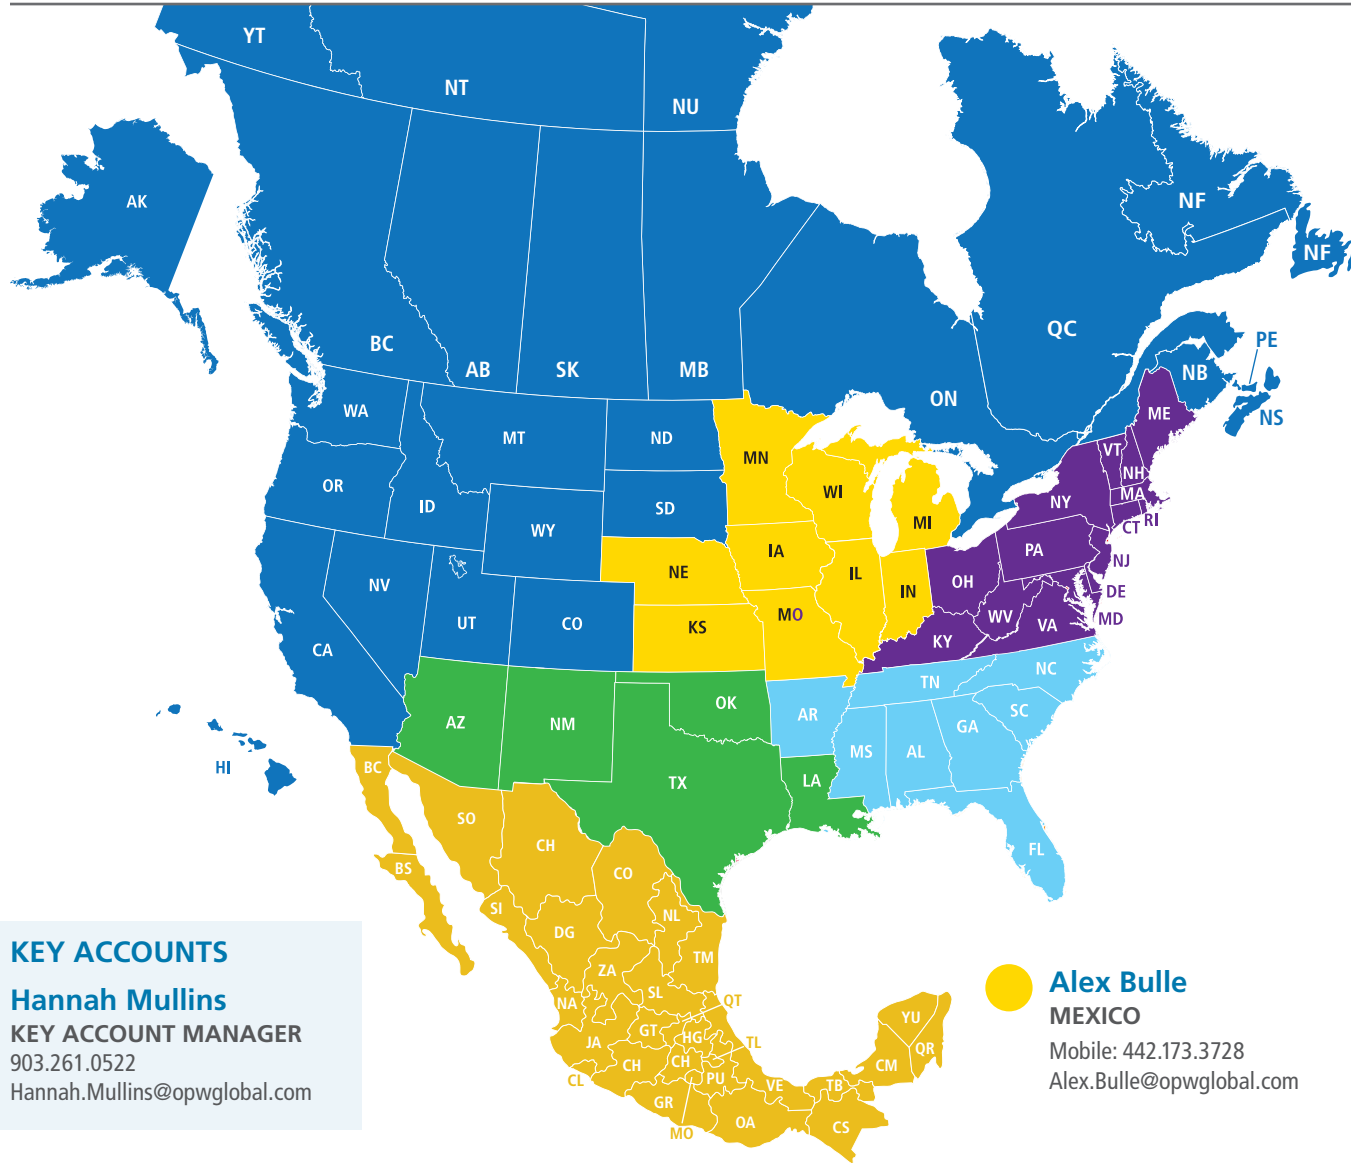 YT
NT
NU
AK
NF
NF
BC
AB
SK
MB
ON
QC
PE
NB
NS
WA
MT
ND
MN
ME
VT
NH
OR
ID
WY
SD
WI
MI
NY
MA
CT
RI
IA
PA
NJ
NV
UT
CO
NE
IL
IN
OH
DE
MD
WV
VA
KS
MO
KY
CA
TN
NC
AZ
NM
OK
AR
SC
GA
MS
AL
HI
TX
LA
FL
BC
SO
CH
CO
BS
SI
DG
NL
TM
ZA
SL
NA
QT
GT
HG
JA
TL
CH
CH
PU
CL
GR
MO
OA
VE
TB
CM
YU
QR
CS
KEY ACCOUNTS
Hannah Mullins
KEY ACCOUNT MANAGER
903.261.0522
Hannah.Mullins@opwglobal.com
Alex Bulle
MEXICO
Mobile: 442.173.3728
Alex.Bulle@opwglobal.com